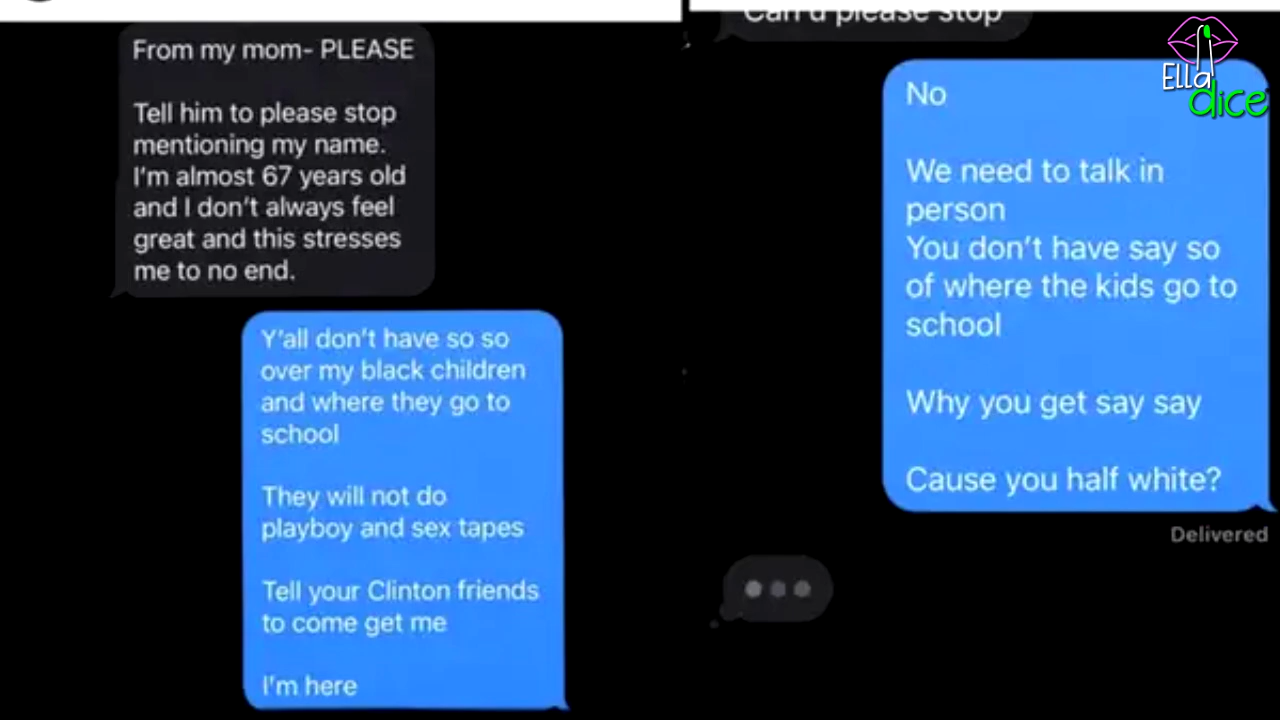 From my mom- PLEASE
Tell him to please stop
mentioning my name.
I'm almost 67 years old
and I don't always feel
great and this stresses
me to no end.
Y'all don't have so so
over my black children
and where they go to
school
They will not do
playboy and sex tapes
Tell your Clinton friends
to come get me
I'm here
Can u please stop
No
We need to talk in
person
You don't have say so
of where the kids go to
school
Why you get say say
Cause you half white?
Delivered
Ella
dice